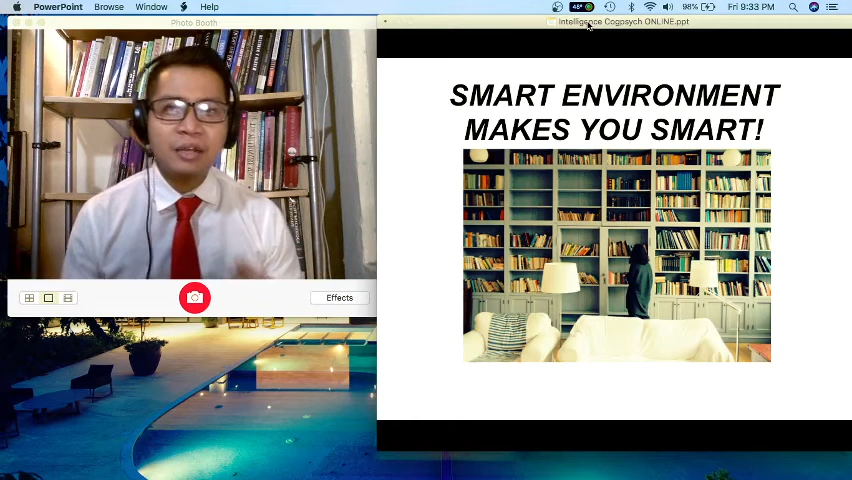 PowerPoint Browse Window Help
48° 98% Fri 9:33 PM
Photo Booth
Intelligence Cogpsych ONLINE.ppt
SMART ENVIRONMENT
MAKES YOU SMART!
Effects